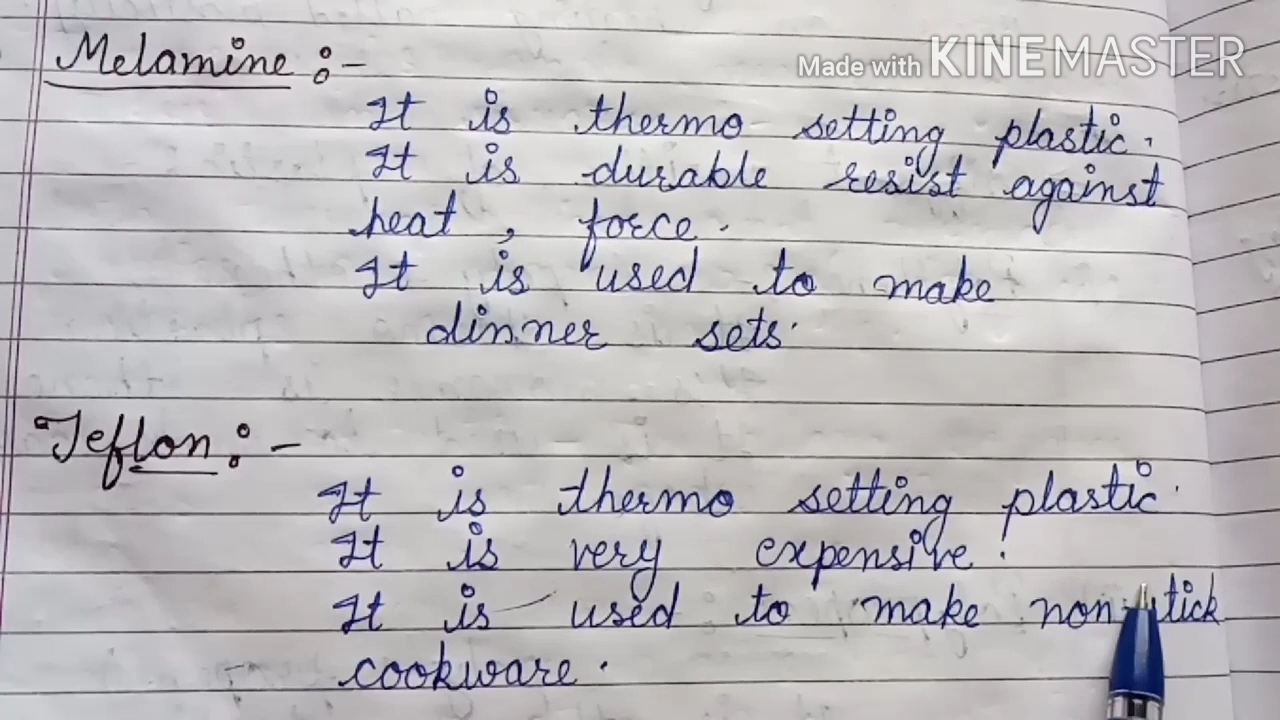 Made with KINEMASTER
Melamine :-
It is thermo setting plastic.
It is durable resist against
heat, force.
It is used to make
dinner sets.
Teflon :-
It is thermo setting plastic.
It is very expensive.
It is used to make non
cookware.